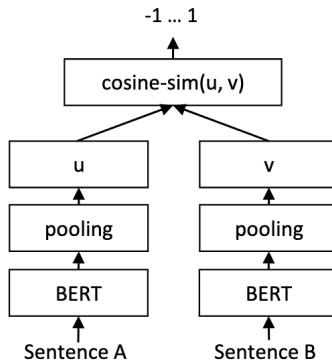 -1 … 1
cosine-sim(u, v)
u
v
pooling
pooling
BERT
BERT
Sentence A
Sentence B